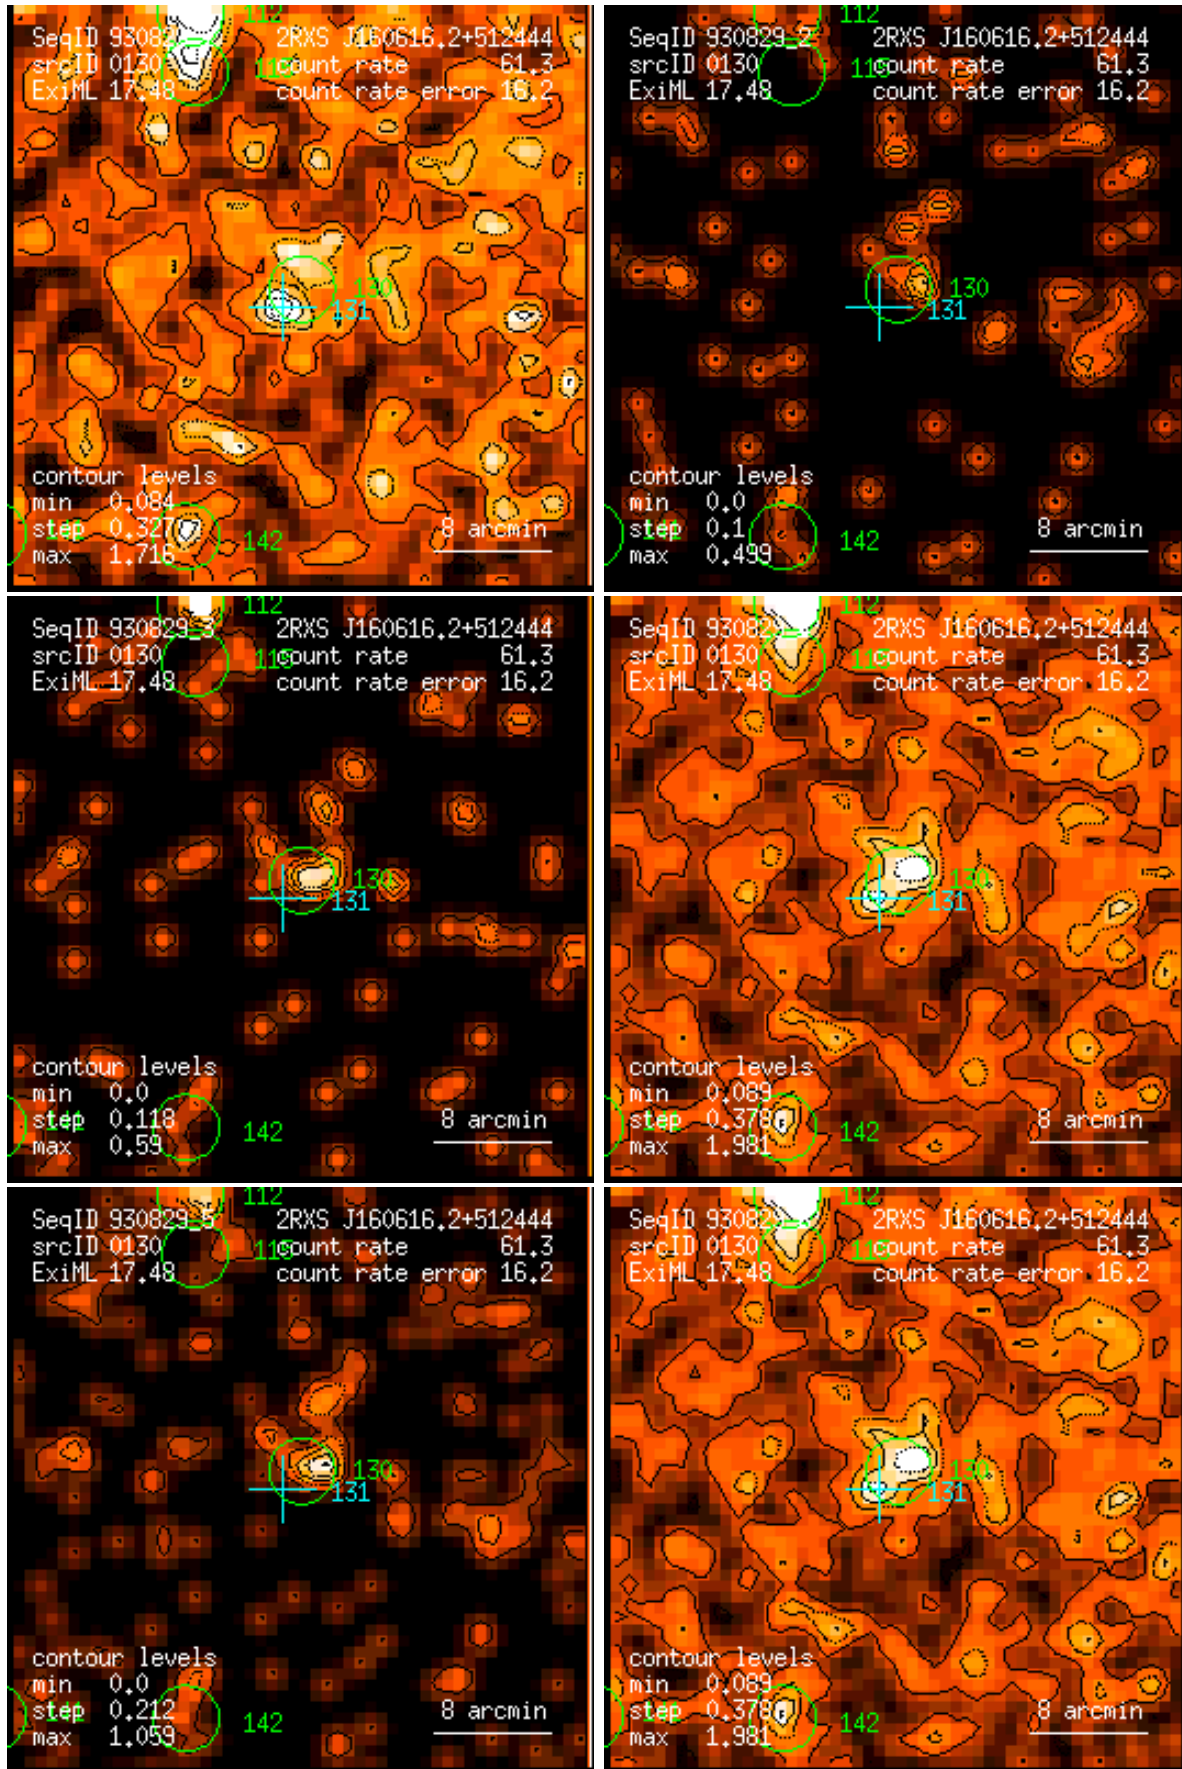 112
SeqID 930829 2RXS J160616.2+512444
srcID 0130 115 count rate 61.3
ExiML 17.48 count rate error 16.2
130
131
contour levels
min 0.084
step 0.327
max 1.716
142
8 arcmin
112
SeqID 930829_2 2RXS J160616.2+512444
srcID 0130 115 count rate 61.3
ExiML 17.48 count rate error 16.2
130
131
contour levels
min 0.0
step 0.1
max 0.499
142
8 arcmin
112
SeqID 930829_3 2RXS J160616.2+512444
srcID 0130 115 count rate 61.3
ExiML 17.48 count rate error 16.2
130
131
contour levels
min 0.0
step 0.118
max 0.59
142
8 arcmin
112
SeqID 930829 2RXS J160616.2+512444
srcID 0130 115 count rate 61.3
ExiML 17.48 count rate error 16.2
130
131
contour levels
min 0.089
step 0.378
max 1.981
142
8 arcmin
112
SeqID 930829_5 2RXS J160616.2+512444
srcID 0130 115 count rate 61.3
ExiML 17.48 count rate error 16.2
130
131
contour levels
min 0.0
step 0.212
max 1.059
142
8 arcmin
112
SeqID 930829 2RXS J160616.2+512444
srcID 0130 115 count rate 61.3
ExiML 17.48 count rate error 16.2
130
131
contour levels
min 0.089
step 0.378
max 1.981
142
8 arcmin